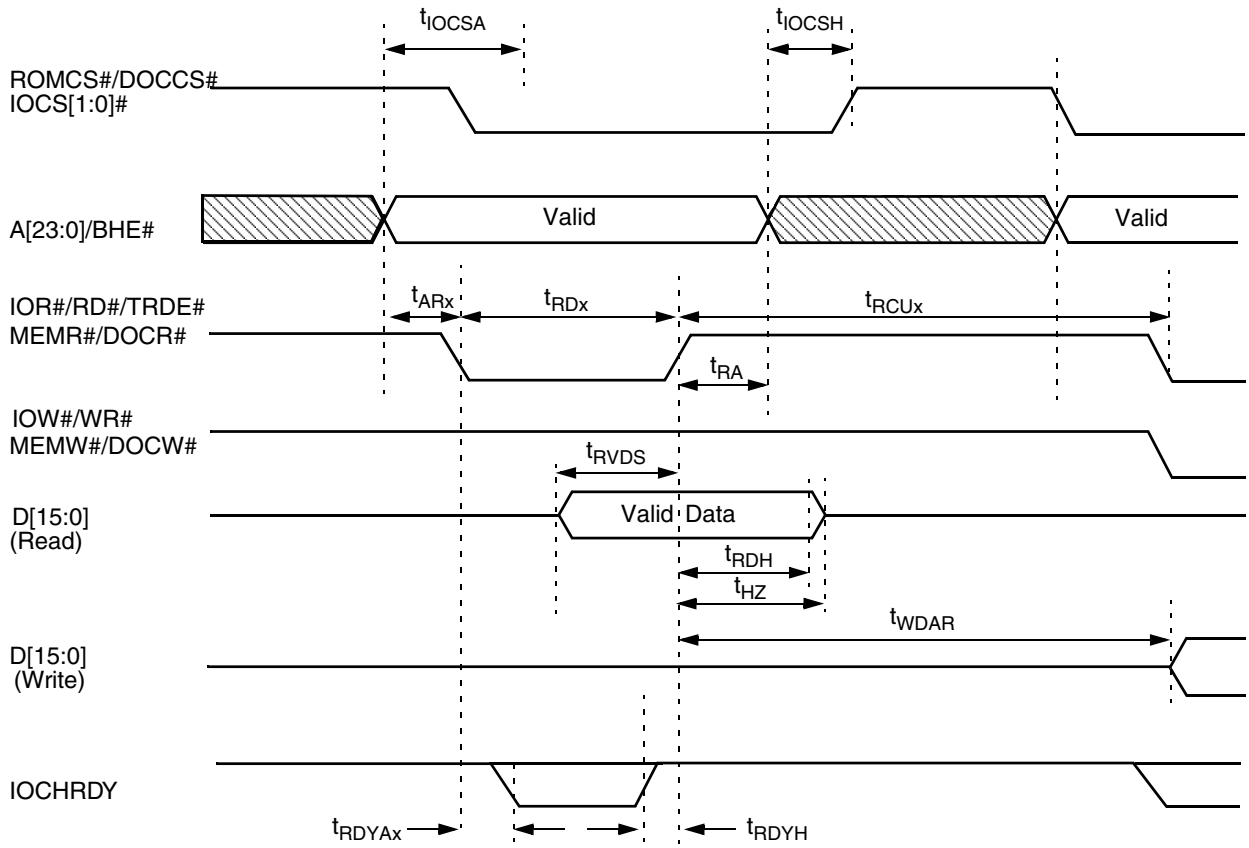 tIOCSA
tIOCSH
ROMCS#/DOCCS#
IOCS[1:0]#
A[23:0]/BHE#
Valid
Valid
IOR#/RD#/TRDE#
MEMR#/DOCR#
tARx
tRDx
tRCUx
tRA
IOW#/WR#
MEMW#/DOCW#
tRVDS
D[15:0]
(Read)
Valid Data
tRDH
tHZ
tWDAR
D[15:0]
(Write)
IOCHRDY
tRDYAx
tRDYH